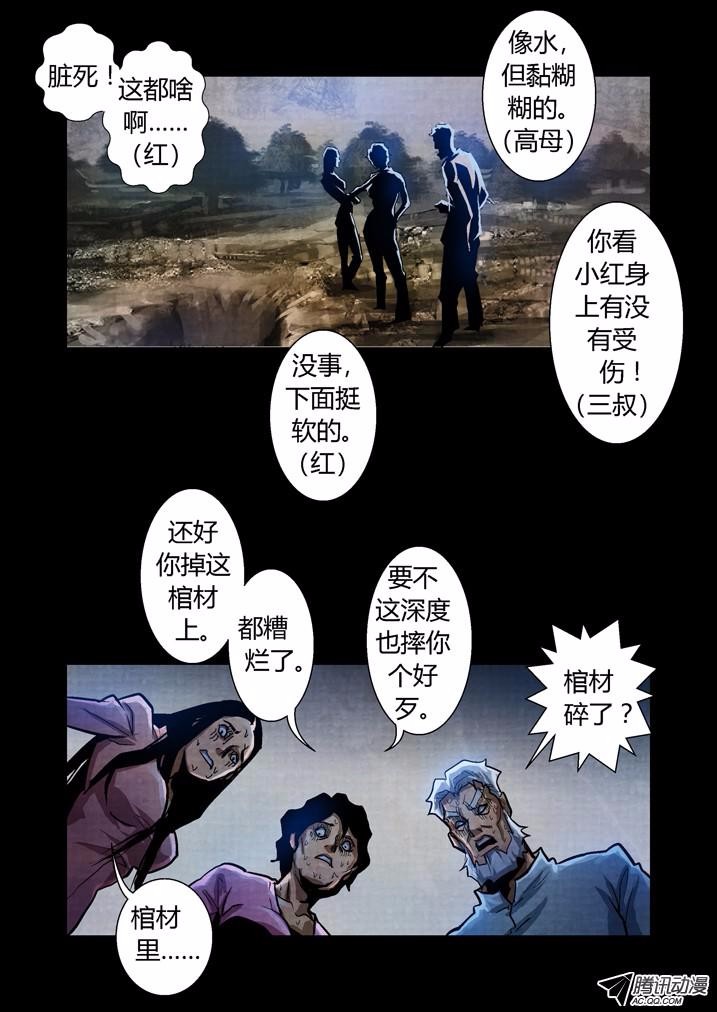 脏死！
这都啥
啊……
（红）
像水，
但黏糊
糊的。
（高母）
你看
小红身
上有没
有受
伤！
（三叔）
没事，
下面挺
软的。
（红）
还好
你掉这
棺材
上。
都糟
烂了。
要不
这深度
也摔你
个好
歹。
棺材
碎了？
棺材
里……
腾讯动漫
AC.QQ.COM